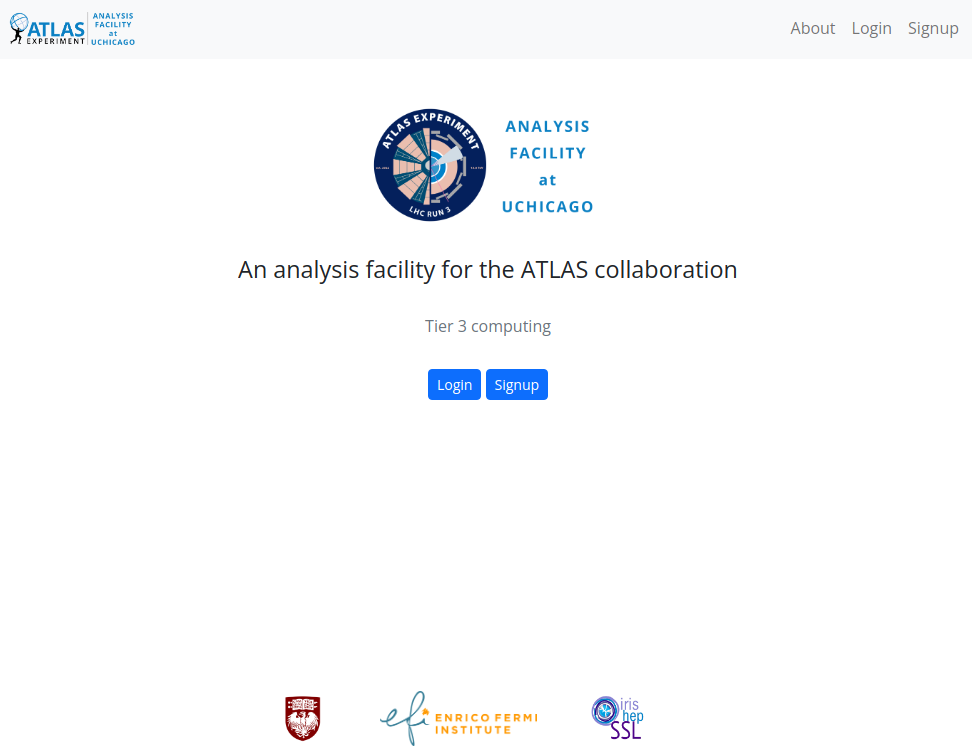 ATLAS
EXPERIMENT
ANALYSIS
FACILITY
at
UCHICAGO
About
Login
Signup
ATLAS EXPERIMENT
LHC RUN 3
ANALYSIS
FACILITY
at
UCHICAGO
An analysis facility for the ATLAS collaboration
Tier 3 computing
Login
Signup
efi
ENRICO FERMI
INSTITUTE
iris
hep
SSL